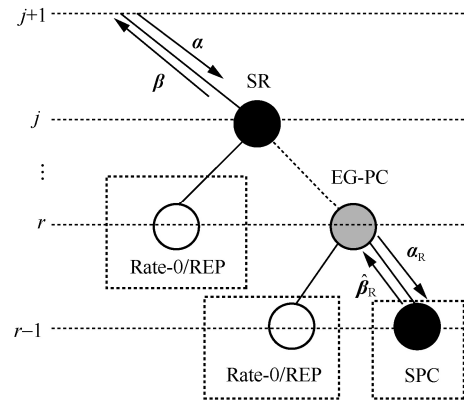 j+1
α
β
SR
j
⋮
EG-PC
r
Rate-0/REP
α_R
β̂_R
r−1
Rate-0/REP
SPC